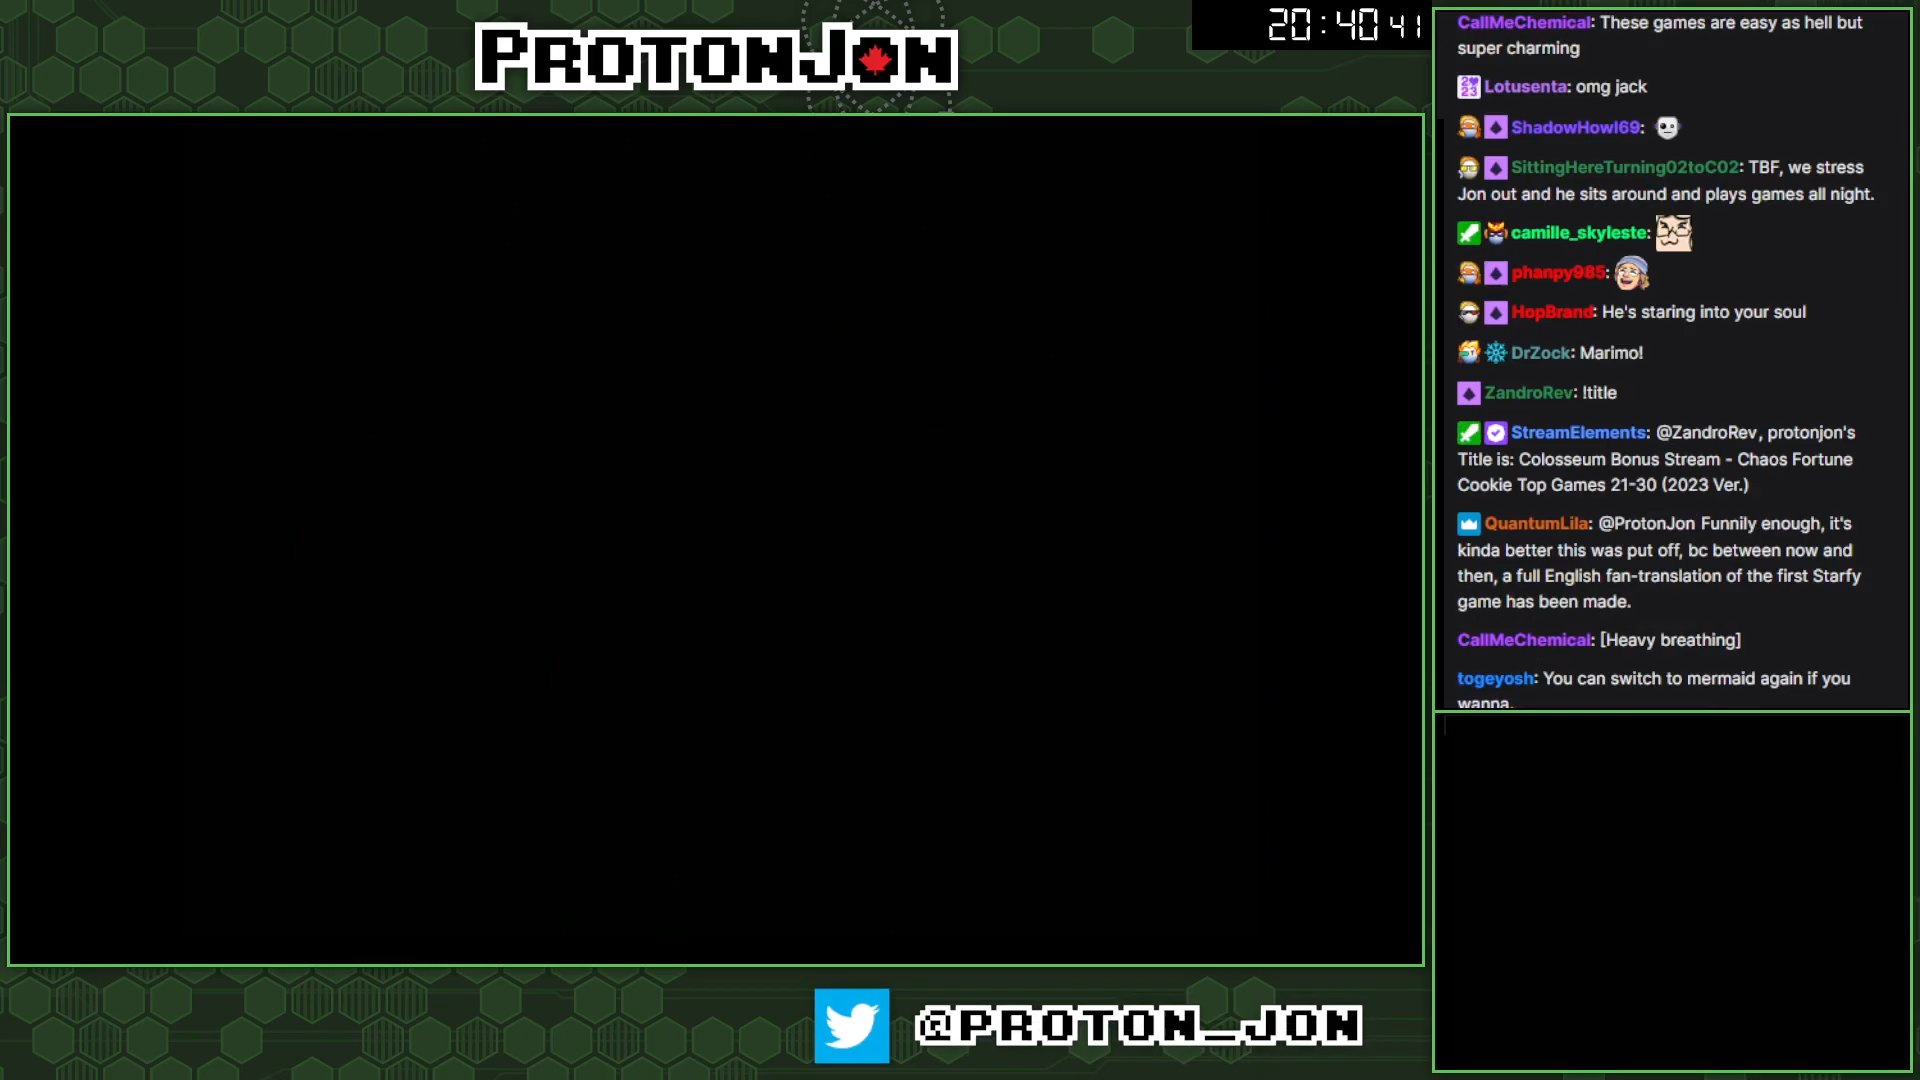 PROTONJON
20:40 41
CallMeChemical: These games are easy as hell but
super charming
Lotusenta: omg jack
ShadowHowl69:
SittingHereTurning02toC02: TBF, we stress
Jon out and he sits around and plays games all night.
camille_skyleste:
phanpy985:
HopBrand: He's staring into your soul
DrZock: Marimo!
ZandroRev: !title
StreamElements: @ZandroRev, protonjon's
Title is: Colosseum Bonus Stream - Chaos Fortune
Cookie Top Games 21-30 (2023 Ver.)
QuantumLila: @ProtonJon Funnily enough, it's
kinda better this was put off, bc between now and
then, a full English fan-translation of the first Starfy
game has been made.
CallMeChemical: [Heavy breathing]
togeyosh: You can switch to mermaid again if you
wanna.
@PROTON_JON